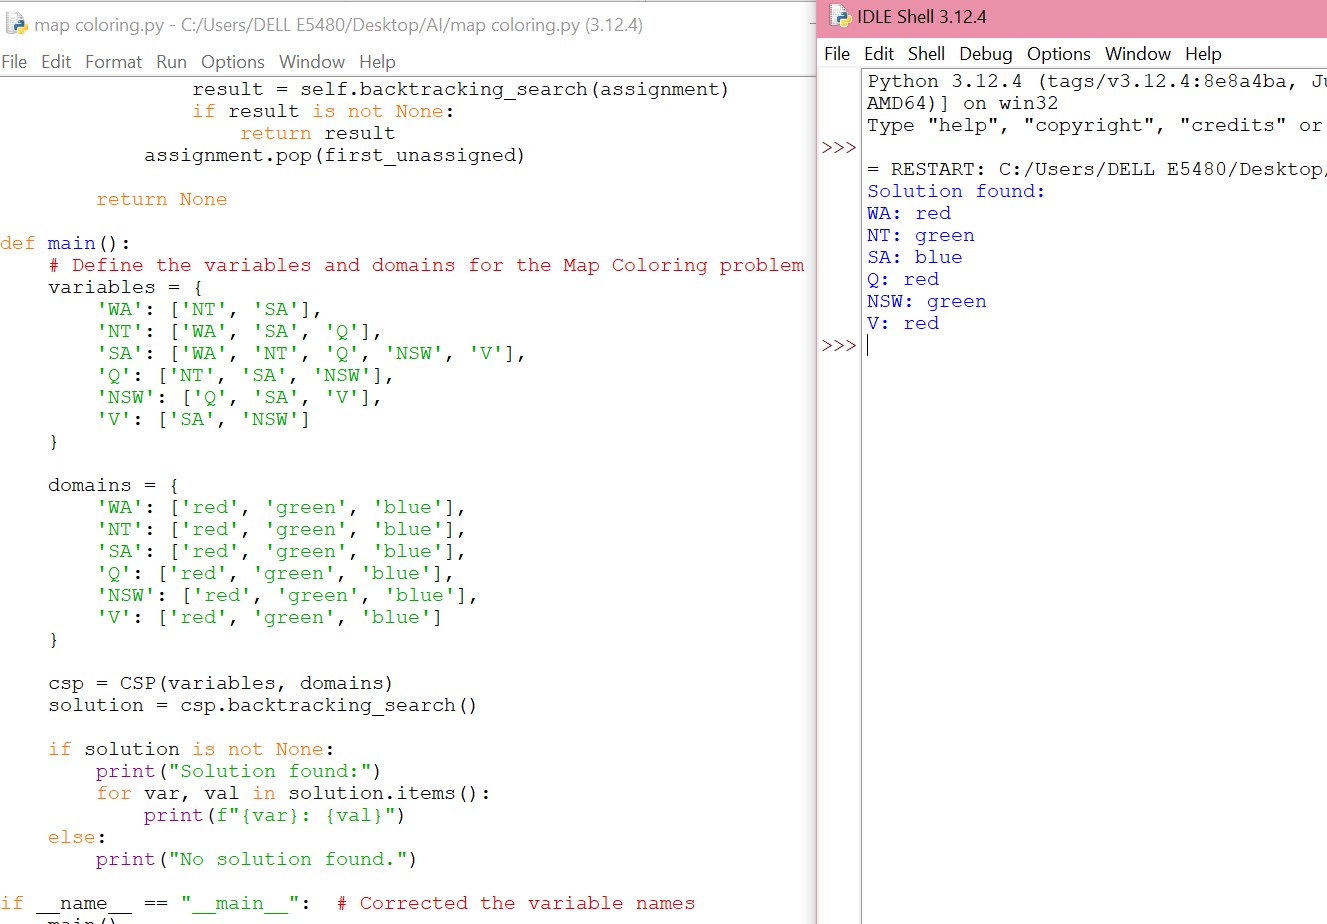 map coloring.py - C:/Users/DELL E5480/Desktop/AI/map coloring.py (3.12.4)
File Edit Format Run Options Window Help
                result = self.backtracking_search(assignment)
                if result is not None:
                    return result
            assignment.pop(first_unassigned)

        return None

def main():
    # Define the variables and domains for the Map Coloring problem
    variables = {
        'WA': ['NT', 'SA'],
        'NT': ['WA', 'SA', 'Q'],
        'SA': ['WA', 'NT', 'Q', 'NSW', 'V'],
        'Q': ['NT', 'SA', 'NSW'],
        'NSW': ['Q', 'SA', 'V'],
        'V': ['SA', 'NSW']
    }

    domains = {
        'WA': ['red', 'green', 'blue'],
        'NT': ['red', 'green', 'blue'],
        'SA': ['red', 'green', 'blue'],
        'Q': ['red', 'green', 'blue'],
        'NSW': ['red', 'green', 'blue'],
        'V': ['red', 'green', 'blue']
    }

    csp = CSP(variables, domains)
    solution = csp.backtracking_search()

    if solution is not None:
        print("Solution found:")
        for var, val in solution.items():
            print(f"{var}: {val}")
    else:
        print("No solution found.")

if __name__ == "__main__":  # Corrected the variable names
    main()
IDLE Shell 3.12.4
File Edit Shell Debug Options Window Help
Python 3.12.4 (tags/v3.12.4:8e8a4ba, Ju
AMD64)] on win32
Type "help", "copyright", "credits" or
>>>
= RESTART: C:/Users/DELL E5480/Desktop/
Solution found:
WA: red
NT: green
SA: blue
Q: red
NSW: green
V: red
>>>